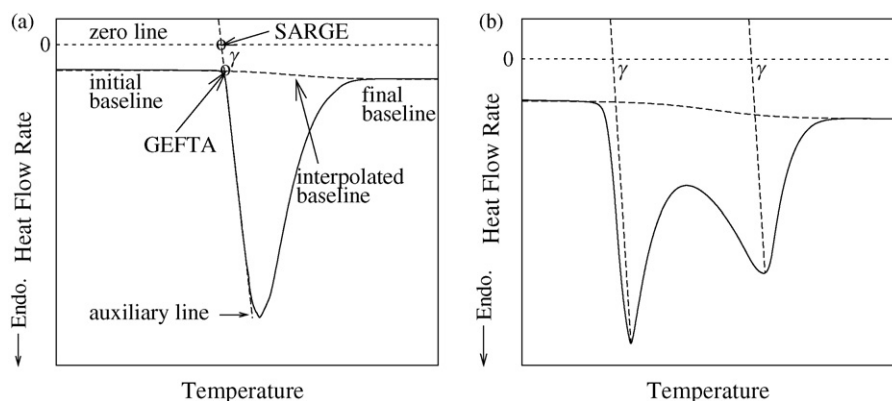 (a)
zero line
SARGE
0
γ
initial
baseline
final
baseline
GEFTA
interpolated
baseline
auxiliary line
Heat Flow Rate
Endo.
Temperature
(b)
0
γ
γ
Heat Flow Rate
Endo.
Temperature